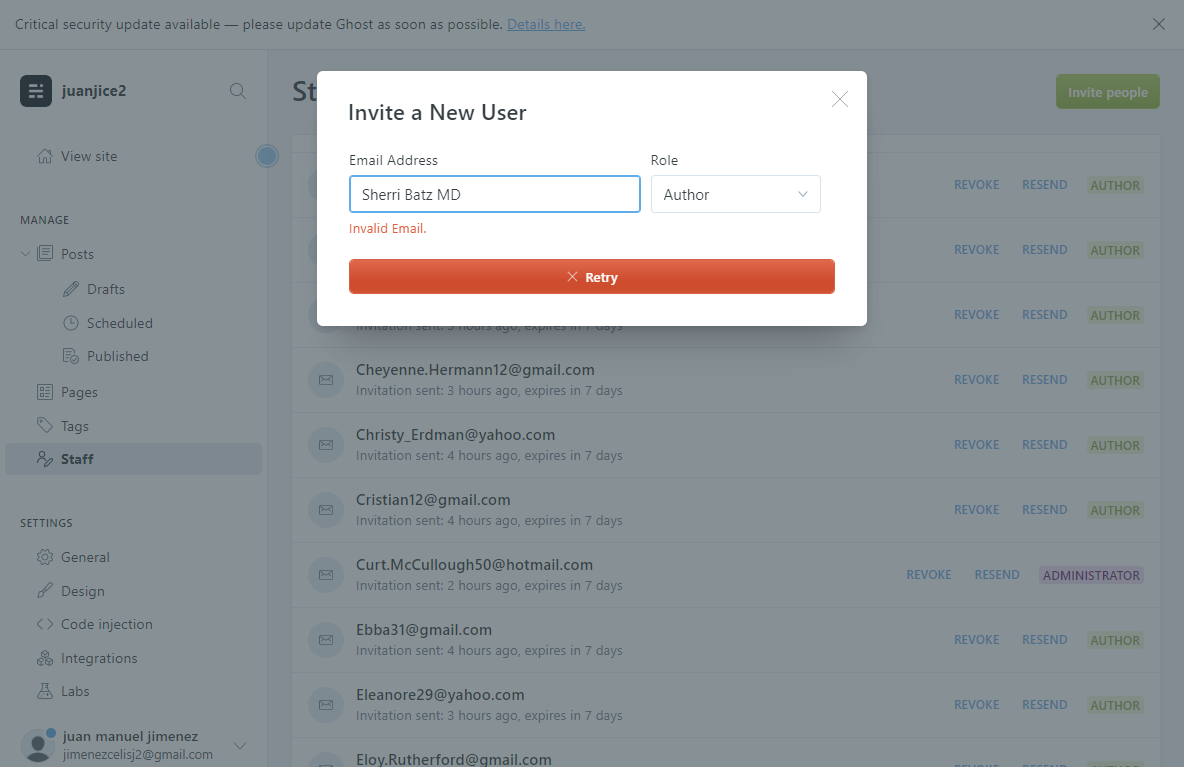 Critical security update available — please update Ghost as soon as possible. Details here.
juanjice2
View site
MANAGE
Posts
Drafts
Scheduled
Published
Pages
Tags
Staff
SETTINGS
General
Design
Code injection
Integrations
Labs
juan manuel jimenez
jimenezcelisj2@gmail.com
St
Invite people
Invite a New User
Email Address Role
Sherri Batz MD Author
Invalid Email.
Retry
REVOKE RESEND AUTHOR
REVOKE RESEND AUTHOR
REVOKE RESEND AUTHOR
Invitation sent: 3 hours ago, expires in 7 days
Cheyenne.Hermann12@gmail.com
Invitation sent: 3 hours ago, expires in 7 days
REVOKE RESEND AUTHOR
Christy_Erdman@yahoo.com
Invitation sent: 4 hours ago, expires in 7 days
REVOKE RESEND AUTHOR
Cristian12@gmail.com
Invitation sent: 4 hours ago, expires in 7 days
REVOKE RESEND AUTHOR
Curt.McCullough50@hotmail.com
Invitation sent: 2 hours ago, expires in 7 days
REVOKE RESEND ADMINISTRATOR
Ebba31@gmail.com
Invitation sent: 4 hours ago, expires in 7 days
REVOKE RESEND AUTHOR
Eleanore29@yahoo.com
Invitation sent: 3 hours ago, expires in 7 days
REVOKE RESEND AUTHOR
Eloy.Rutherford@gmail.com
REVOKE RESEND AUTHOR